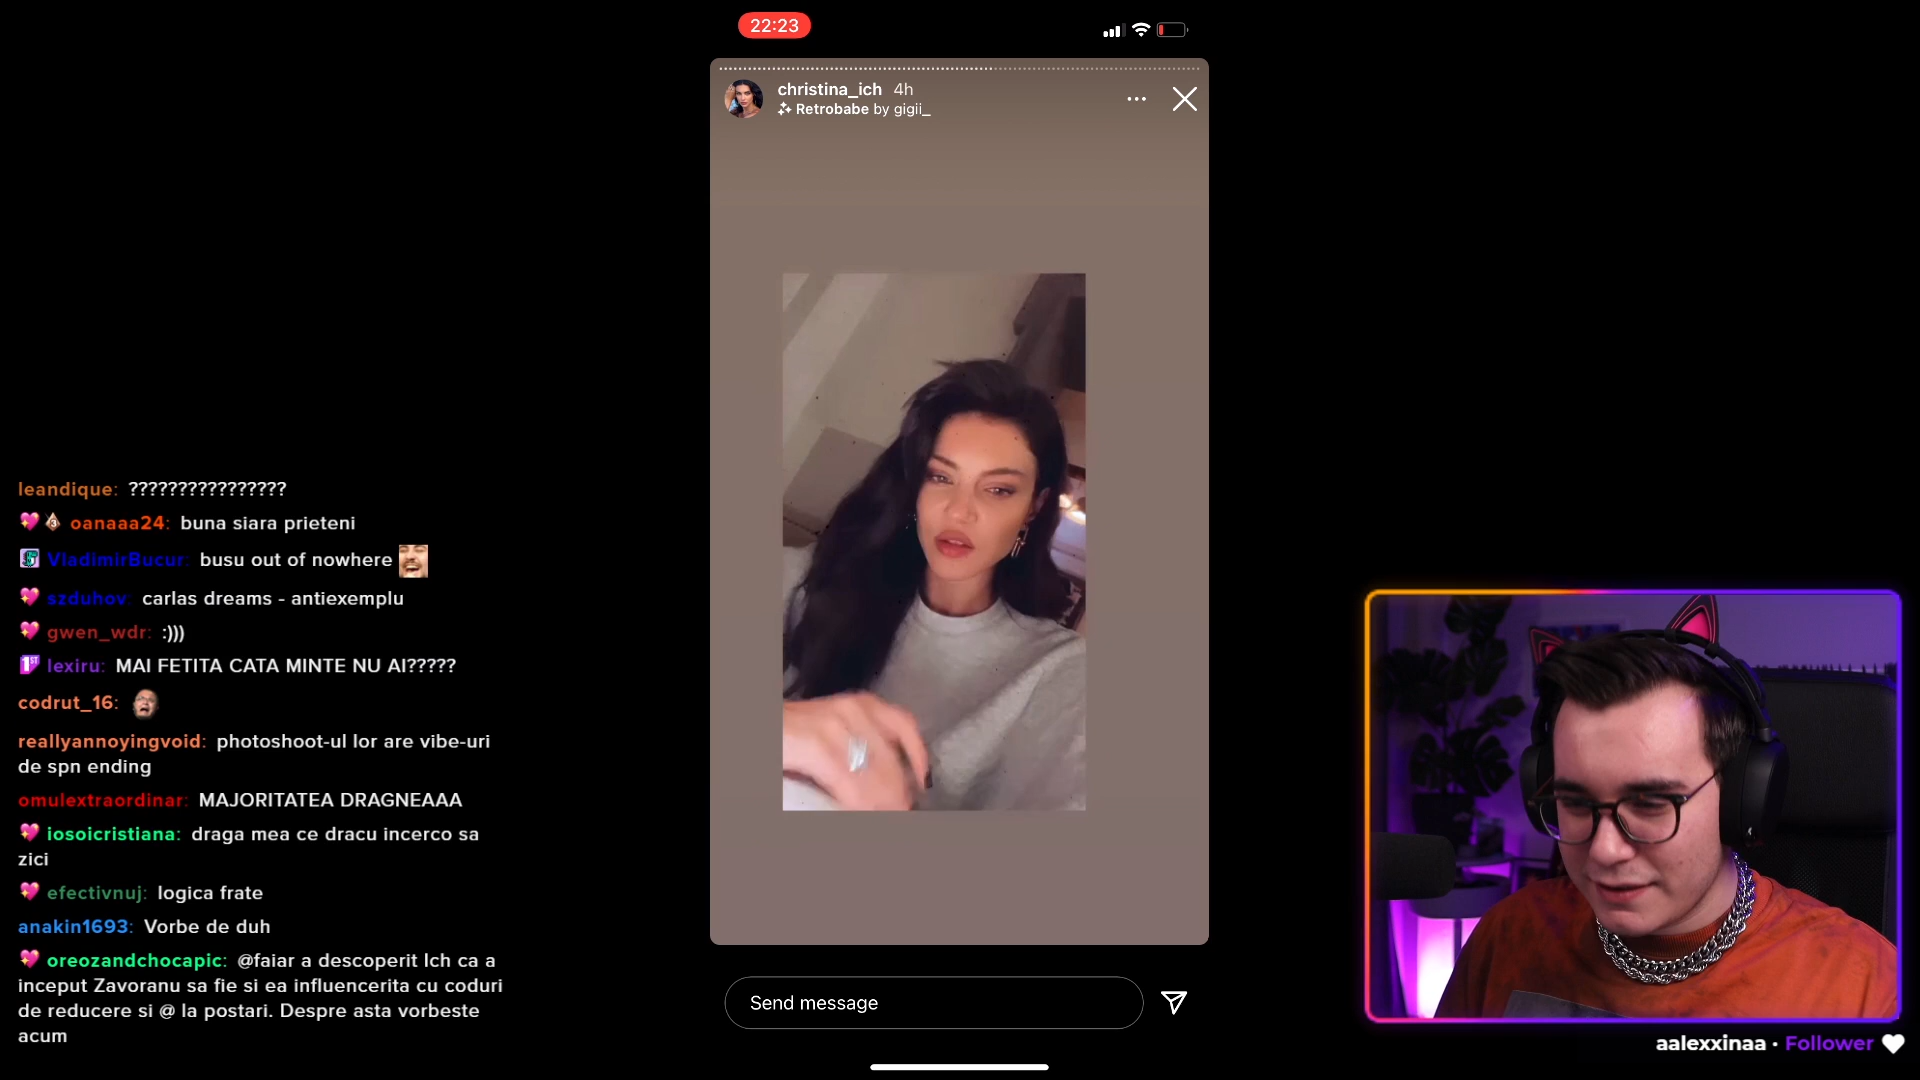 22:23
christina_ich 4h
Retrobabe by gigii_
leandique: ????????????????
oanaaa24: buna siara prieteni
VladimirBucur: busu out of nowhere
szduhov: carlas dreams - antiexemplu
gwen_wdr: :)))
lexiru: MAI FETITA CATA MINTE NU AI?????
codrut_16:
reallyannoyingvoid: photoshoot-ul lor are vibe-uri
de spn ending
omulextraordinar: MAJORITATEA DRAGNEAAA
iosoicristiana: draga mea ce dracu incerco sa
zici
efectivnuj: logica frate
anakin1693: Vorbe de duh
oreozandchocapic: @faiar a descoperit Ich ca a
inceput Zavoranu sa fie si ea influencerita cu coduri
de reducere si @ la postari. Despre asta vorbeste
acum
Send message
aalexxinaa • Follower